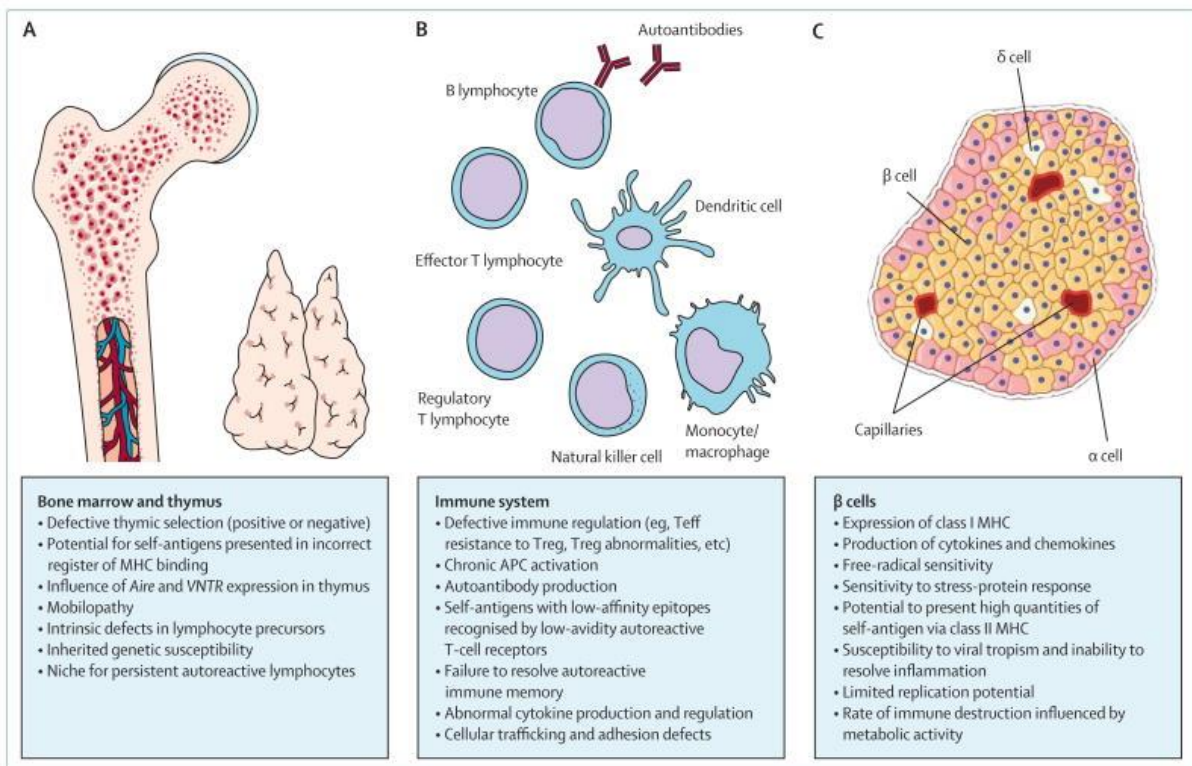 A
B
Autoantibodies
B lymphocyte
Dendritic cell
Effector T lymphocyte
Regulatory
T lymphocyte
Natural killer cell
Monocyte/
macrophage
C
δ cell
β cell
Capillaries
α cell
Bone marrow and thymus
• Defective thymic selection (positive or negative)
• Potential for self-antigens presented in incorrect
register of MHC binding
• Influence of Aire and VNTR expression in thymus
• Mobilopathy
• Intrinsic defects in lymphocyte precursors
• Inherited genetic susceptibility
• Niche for persistent autoreactive lymphocytes
Immune system
• Defective immune regulation (eg, Teff
resistance to Treg, Treg abnormalities, etc)
• Chronic APC activation
• Autoantibody production
• Self-antigens with low-affinity epitopes
recognised by low-avidity autoreactive
T-cell receptors
• Failure to resolve autoreactive
immune memory
• Abnormal cytokine production and regulation
• Cellular trafficking and adhesion defects
β cells
• Expression of class I MHC
• Production of cytokines and chemokines
• Free-radical sensitivity
• Sensitivity to stress-protein response
• Potential to present high quantities of
self-antigen via class II MHC
• Susceptibility to viral tropism and inability to
resolve inflammation
• Limited replication potential
• Rate of immune destruction influenced by
metabolic activity